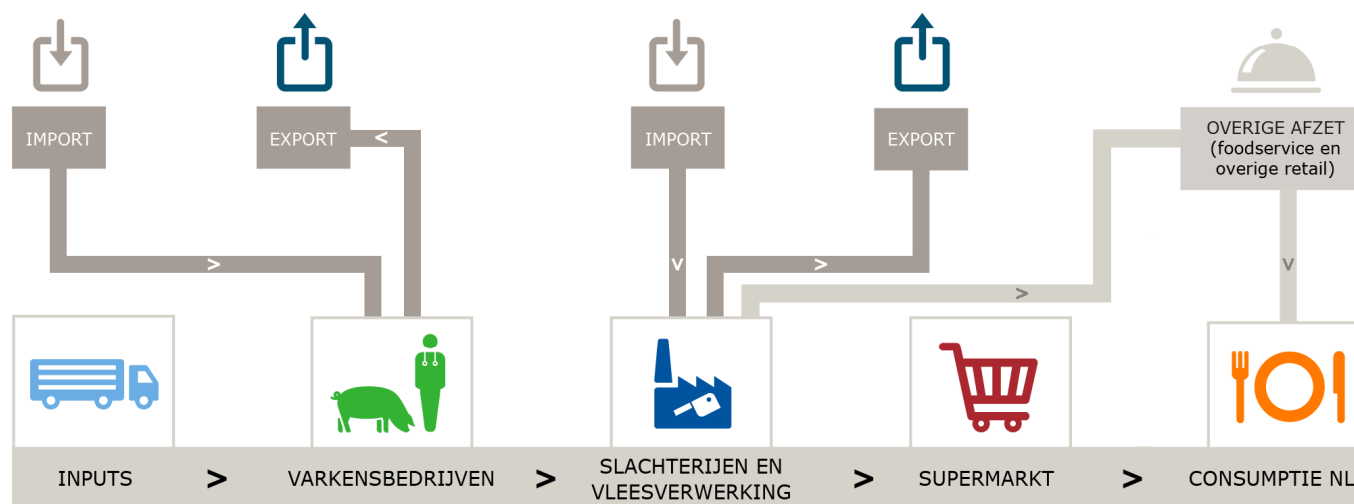 IMPORT
EXPORT
IMPORT
EXPORT
OVERIGE AFZET
(foodservice en
overige retail)
<
>
v
>
>
v
INPUTS > VARKENSBEDRIJVEN > SLACHTERIJEN EN
VLEESVERWERKING > SUPERMARKT > CONSUMPTIE NL